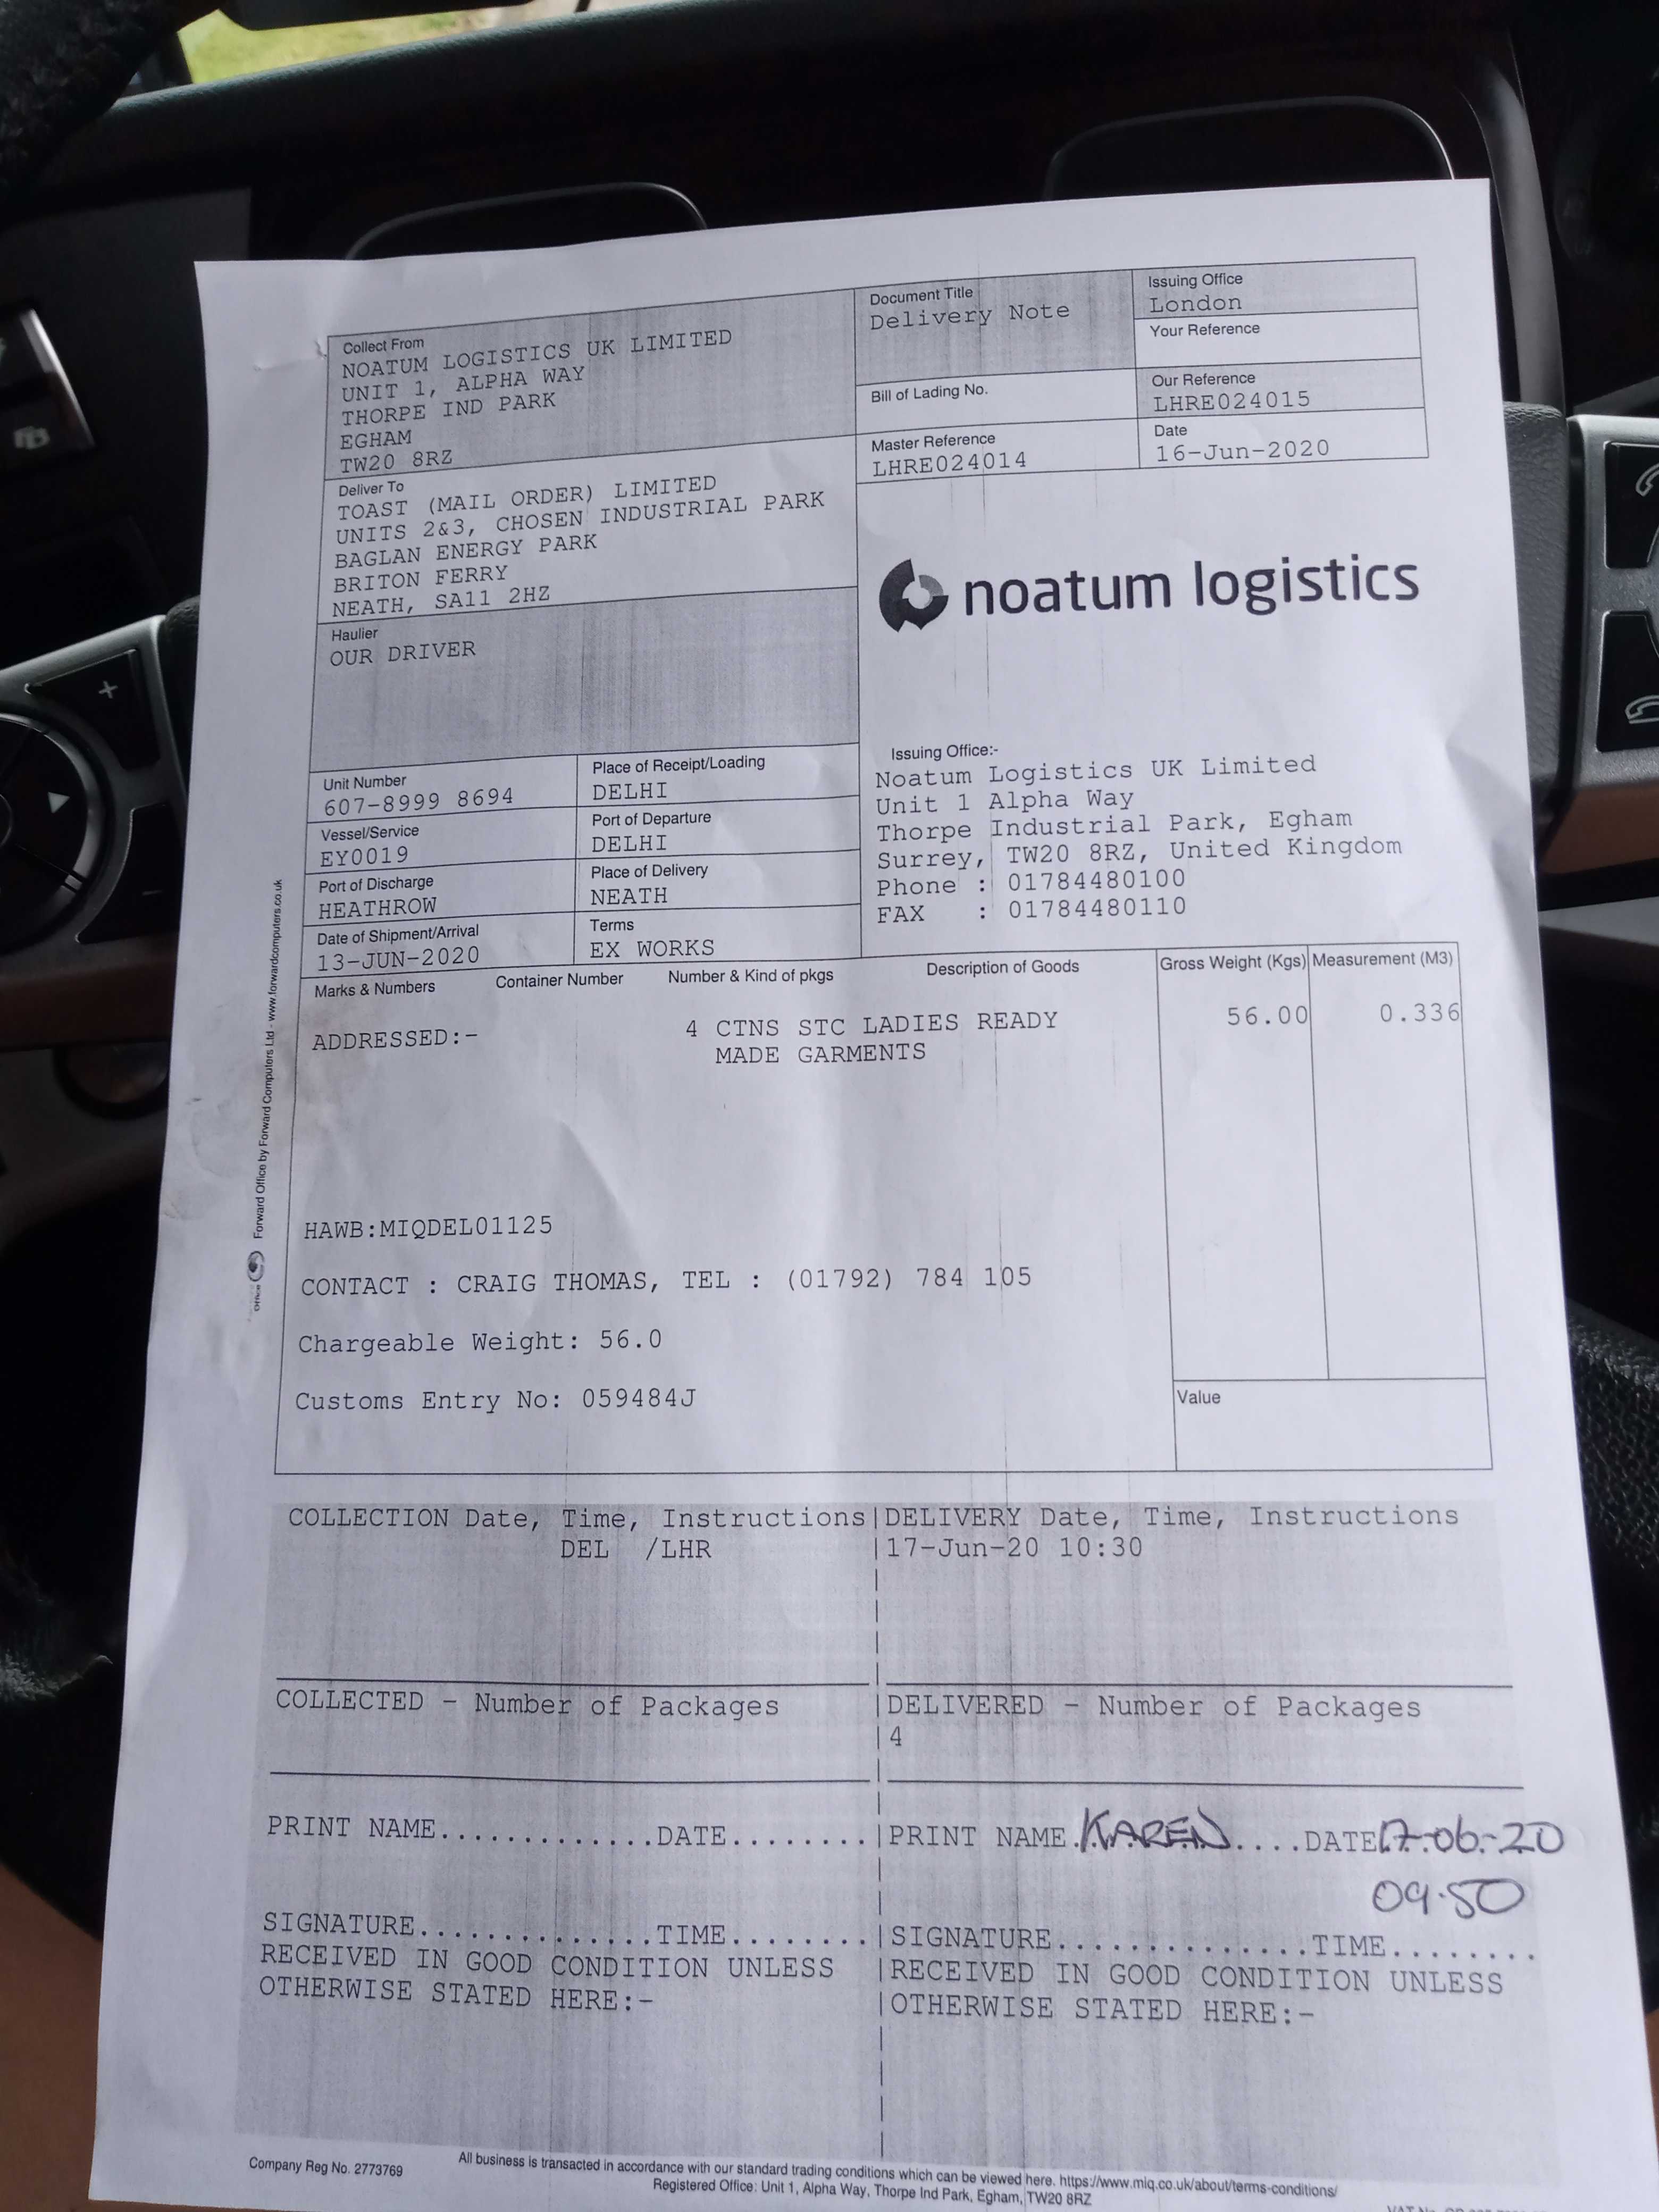 Collect From
NOATUM LOGISTICS UK LIMITED
UNIT 1, ALPHA WAY
THORPE IND PARK
EGHAM
TW20 8RZ
Document Title
Delivery Note
Issuing Office
London
Your Reference
Bill of Lading No.
Our Reference
LHRE024015
Master Reference
LHRE024014
Date
16-Jun-2020
Deliver To
TOAST (MAIL ORDER) LIMITED
UNITS 2&3, CHOSEN INDUSTRIAL PARK
BAGLAN ENERGY PARK
BRITON FERRY
NEATH, SA11 2HZ
noatum logistics
Haulier
OUR DRIVER
Unit Number
607-8999 8694
Place of Receipt/Loading
DELHI
Vessel/Service
EY0019
Port of Departure
DELHI
Port of Discharge
HEATHROW
Place of Delivery
NEATH
Date of Shipment/Arrival
13-JUN-2020
Terms
EX WORKS
Issuing Office:-
Noatum Logistics UK Limited
Unit 1 Alpha Way
Thorpe Industrial Park, Egham
Surrey, TW20 8RZ, United Kingdom
Phone : 01784480100
FAX : 01784480110
Marks & Numbers Container Number Number & Kind of pkgs Description of Goods Gross Weight (Kgs) Measurement (M3)
ADDRESSED:- 4 CTNS STC LADIES READY 56.00 0.336
MADE GARMENTS
HAWB:MIQDEL01125
CONTACT : CRAIG THOMAS, TEL : (01792) 784 105
Chargeable Weight: 56.0
Customs Entry No: 059484J
Value
Forward Office by Forward Computers Ltd - www.forwardcomputers.co.uk
COLLECTION Date, Time, Instructions|DELIVERY Date, Time, Instructions
DEL /LHR |17-Jun-20 10:30
COLLECTED - Number of Packages |DELIVERED - Number of Packages
|4
PRINT NAME.............DATE........|PRINT NAME.KAREN....DATE 17.06.20
09.50
SIGNATURE..............TIME........|SIGNATURE...............TIME........
RECEIVED IN GOOD CONDITION UNLESS |RECEIVED IN GOOD CONDITION UNLESS
OTHERWISE STATED HERE:- |OTHERWISE STATED HERE:-
Company Reg No. 2773769
All business is transacted in accordance with our standard trading conditions which can be viewed here. https://www.miq.co.uk/about/terms-conditions/
Registered Office: Unit 1, Alpha Way, Thorpe Ind Park, Egham, TW20 8RZ